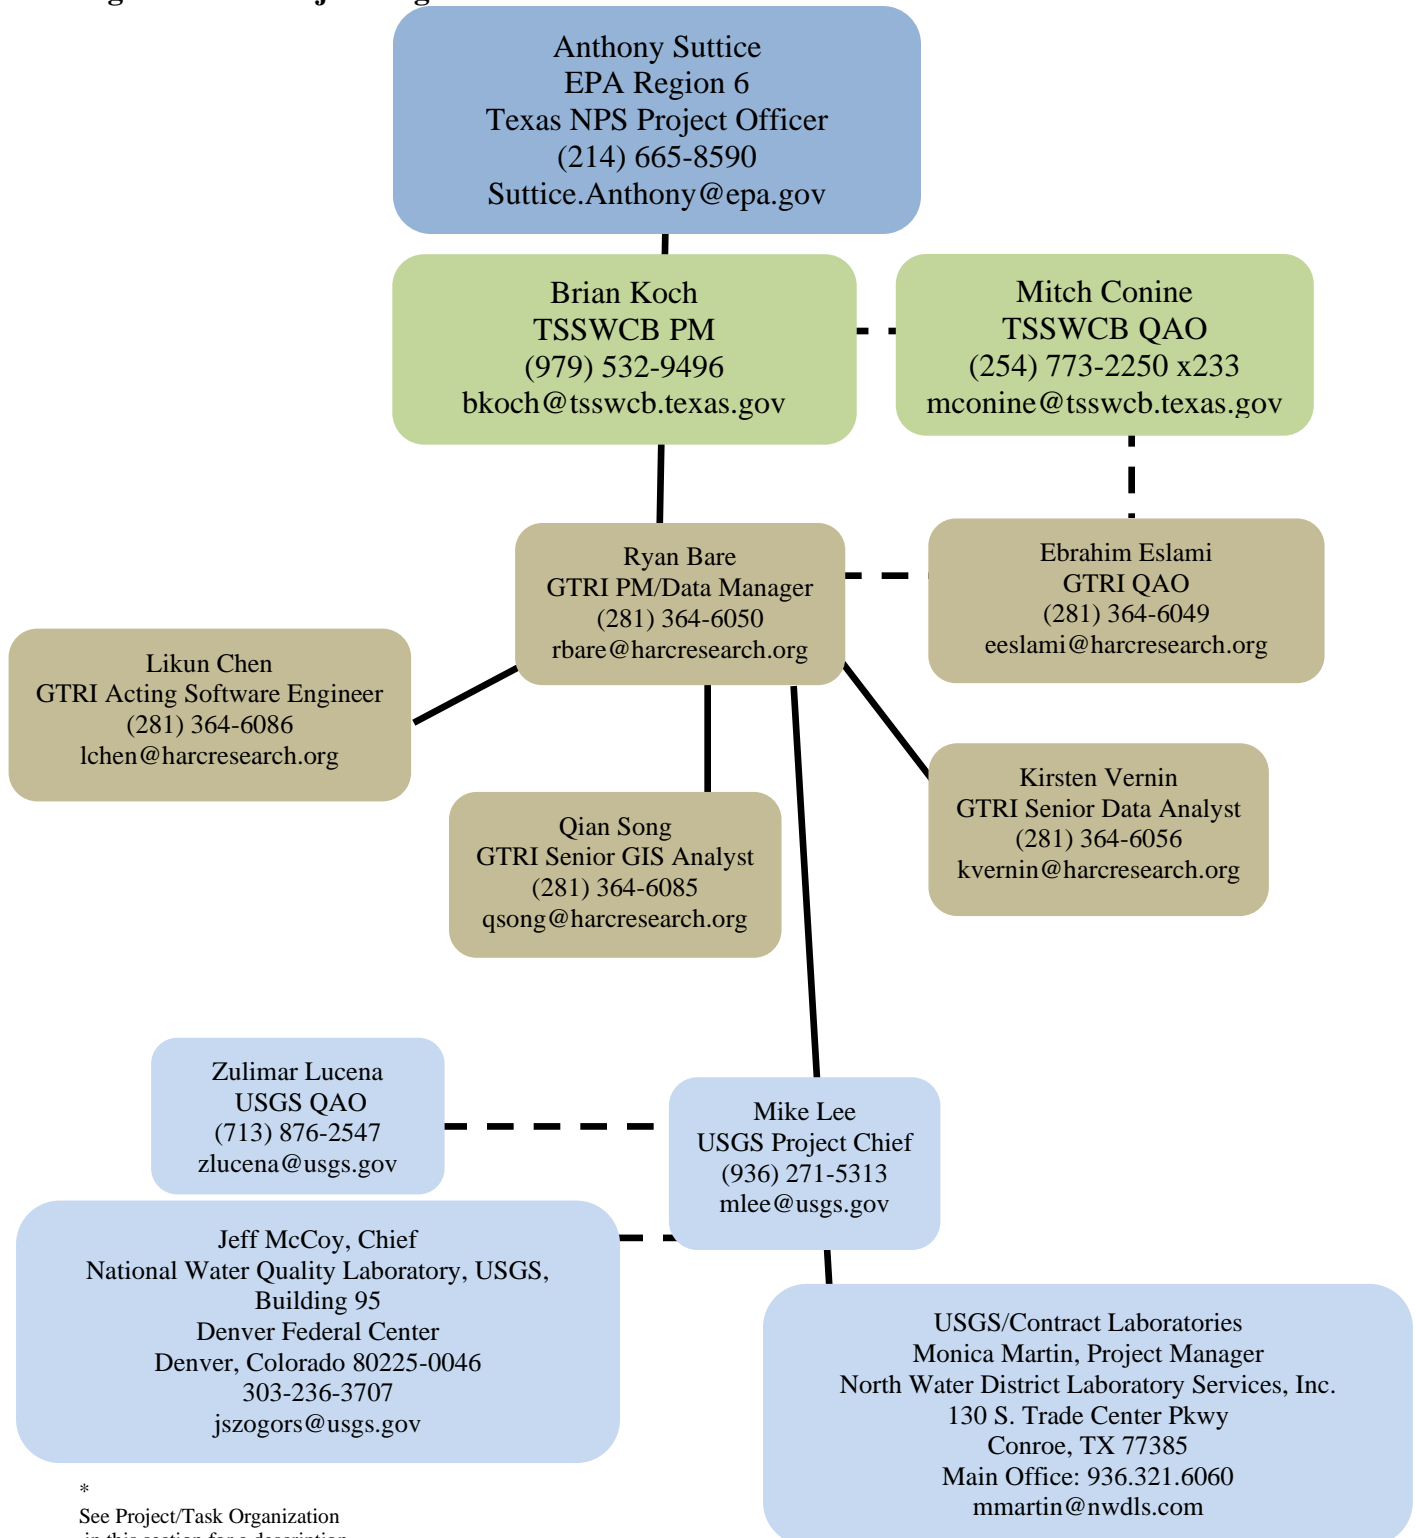 Anthony Suttice
EPA Region 6
Texas NPS Project Officer
(214) 665-8590
Suttice.Anthony@epa.gov
Brian Koch
TSSWCB PM
(979) 532-9496
bkoch@tsswcb.texas.gov
Mitch Conine
TSSWCB QAO
(254) 773-2250 x233
mconine@tsswcb.texas.gov
Ryan Bare
GTRI PM/Data Manager
(281) 364-6050
rbare@harcresearch.org
Ebrahim Eslami
GTRI QAO
(281) 364-6049
eeslami@harcresearch.org
Likun Chen
GTRI Acting Software Engineer
(281) 364-6086
lchen@harcresearch.org
Kirsten Vernin
GTRI Senior Data Analyst
(281) 364-6056
kvernin@harcresearch.org
Qian Song
GTRI Senior GIS Analyst
(281) 364-6085
qsong@harcresearch.org
Zulimar Lucena
USGS QAO
(713) 876-2547
zlucena@usgs.gov
Mike Lee
USGS Project Chief
(936) 271-5313
mlee@usgs.gov
Jeff McCoy, Chief
National Water Quality Laboratory, USGS,
Building 95
Denver Federal Center
Denver, Colorado 80225-0046
303-236-3707
jszogors@usgs.gov
USGS/Contract Laboratories
Monica Martin, Project Manager
North Water District Laboratory Services, Inc.
130 S. Trade Center Pkwy
Conroe, TX 77385
Main Office: 936.321.6060
mmartin@nwdls.com
*
See Project/Task Organization
in this section for a description